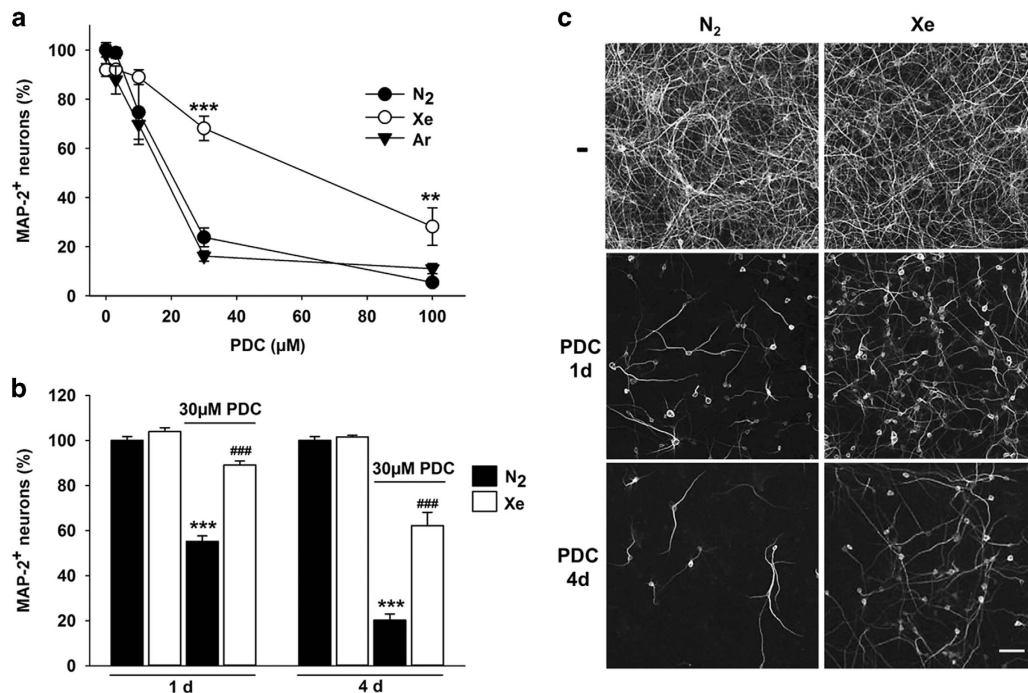 a
MAP-2+ neurons (%)
100
80
60
40
20
0
***
**
N2
Xe
Ar
0 20 40 60 80 100
PDC (µM)
b
MAP-2+ neurons (%)
120
100
80
60
40
20
0
30µM PDC
###
***
30µM PDC
###
***
N2
Xe
1 d 4 d
c
N2 Xe
-
PDC
1d
PDC
4d